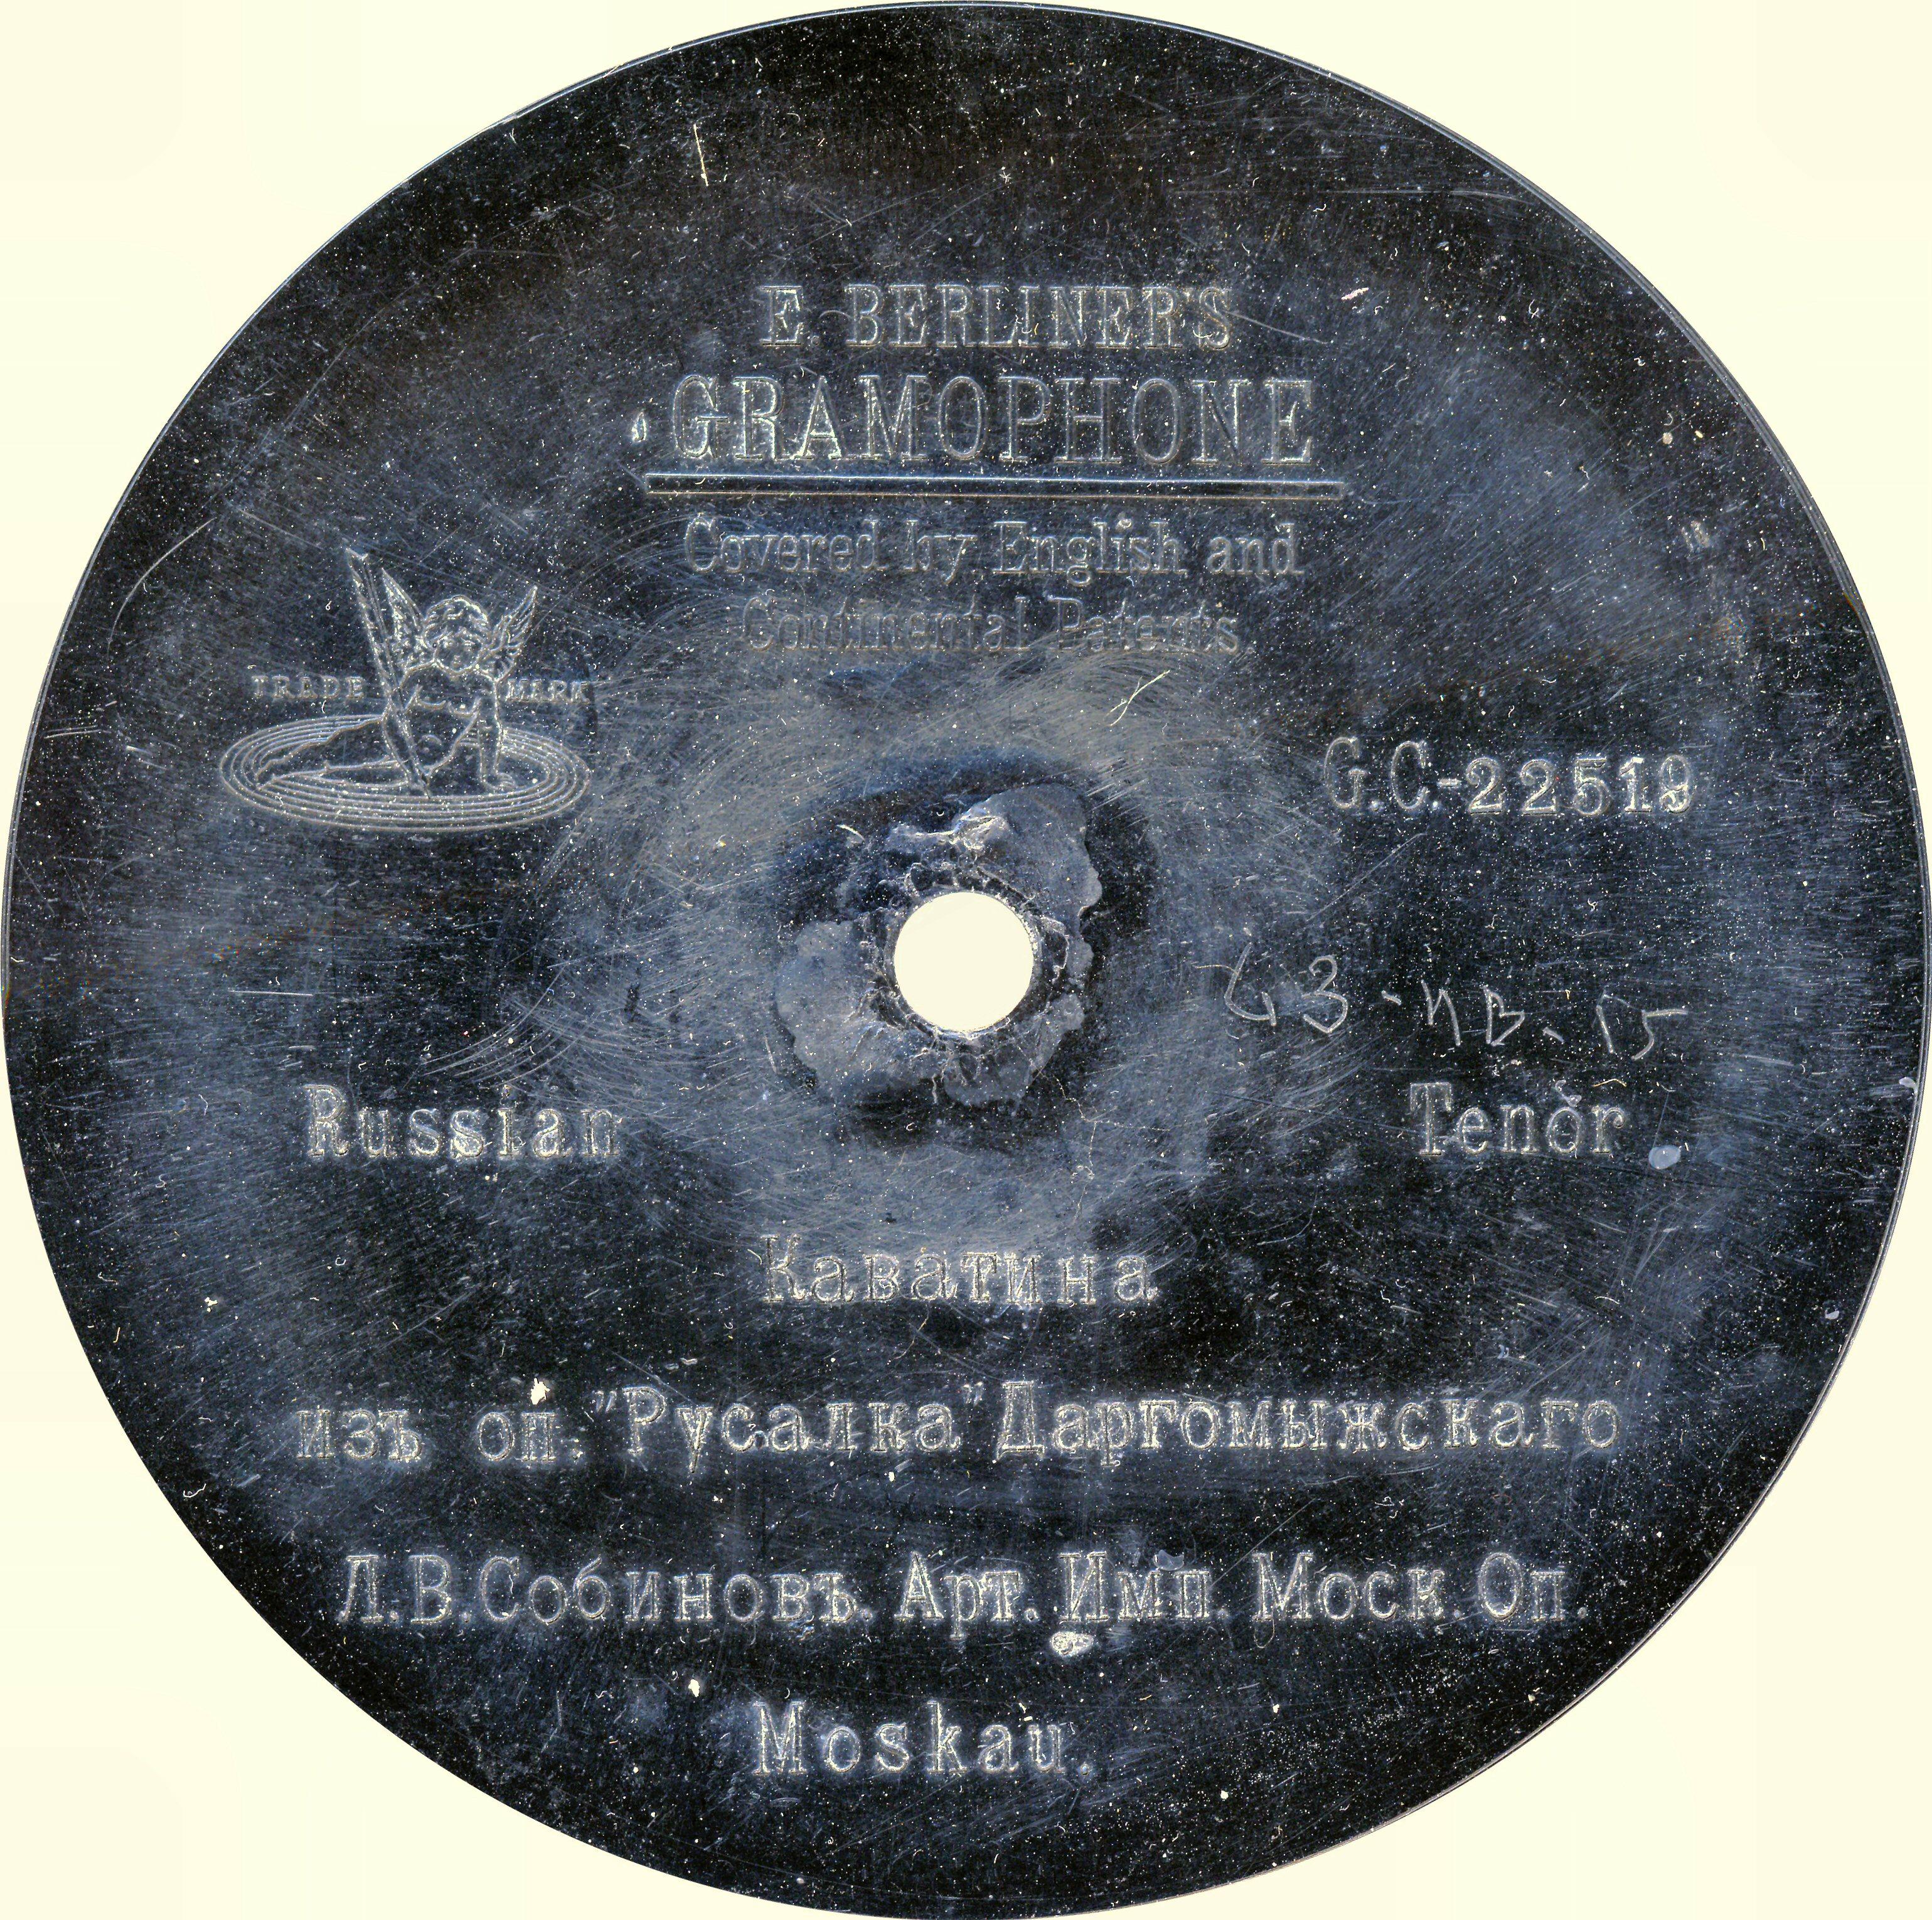 E. BERLINER'S
GRAMOPHONE
Covered by English and
Continental Patents
TRADE MARK
G.C.-22519
Russian
Tenor
Каватина
изъ оп. "Русалка" Даргомыжскаго
Л.В.Собиновъ. Арт. Имп. Моск. Оп.
Moskau.